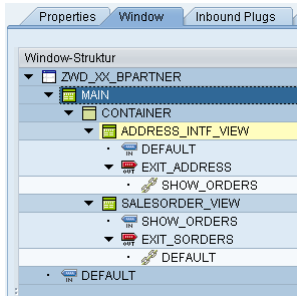 Properties Window Inbound Plugs
Window-Struktur
ZWD_XX_BPARTNER
MAIN
CONTAINER
ADDRESS_INTF_VIEW
DEFAULT
EXIT_ADDRESS
SHOW_ORDERS
SALESORDER_VIEW
SHOW_ORDERS
EXIT_SORDERS
DEFAULT
DEFAULT